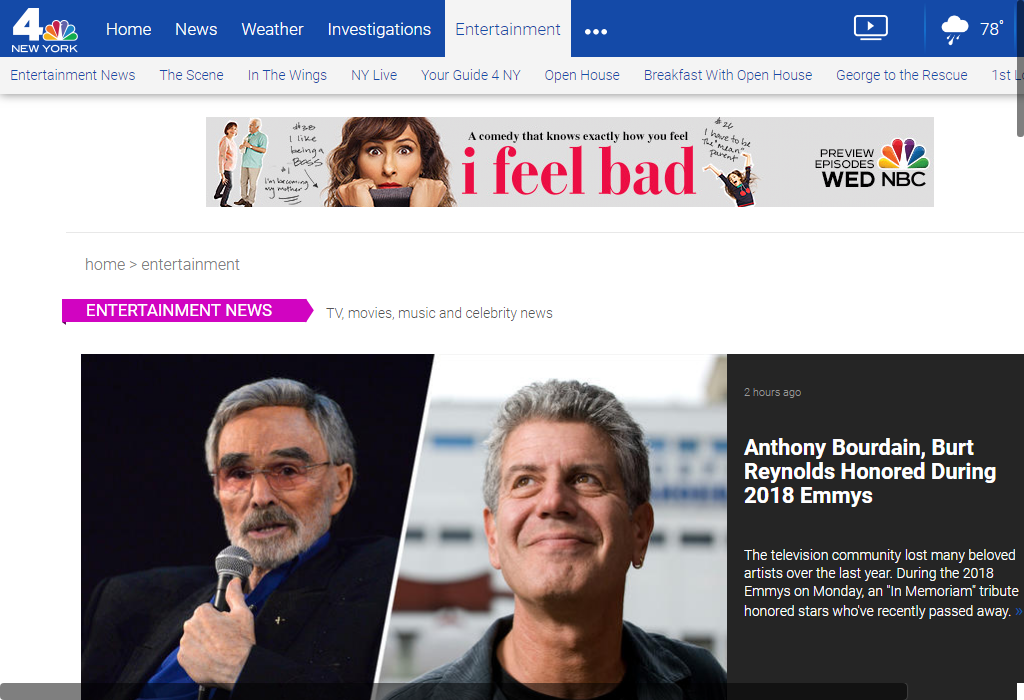 4
NEW YORK
Home News Weather Investigations Entertainment •••
78°
Entertainment News The Scene In The Wings NY Live Your Guide 4 NY Open House Breakfast With Open House George to the Rescue 1st Lo
#28
I like
being a
BOSS
#1
I'm becoming
my mother
A comedy that knows exactly how you feel
i feel bad
#26
I have to be
the "mean"
parent
PREVIEW
EPISODES
WED NBC
home > entertainment
ENTERTAINMENT NEWS
TV, movies, music and celebrity news
2 hours ago
Anthony Bourdain, Burt
Reynolds Honored During
2018 Emmys
The television community lost many beloved
artists over the last year. During the 2018
Emmys on Monday, an "In Memoriam" tribute
honored stars who've recently passed away. »